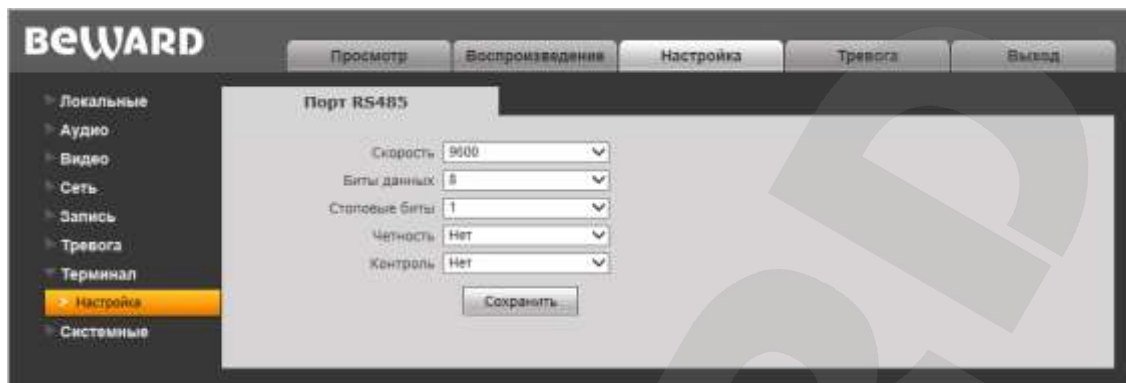 BEWARD
Просмотр
Воспроизведение
Настройка
Тревога
Выход
Локальные
Аудио
Видео
Сеть
Запись
Тревога
Терминал
Настройка
Системные
Порт RS485
Скорость 9600
Биты данных 8
Стоповые биты 1
Четность Нет
Контроль Нет
Сохранить